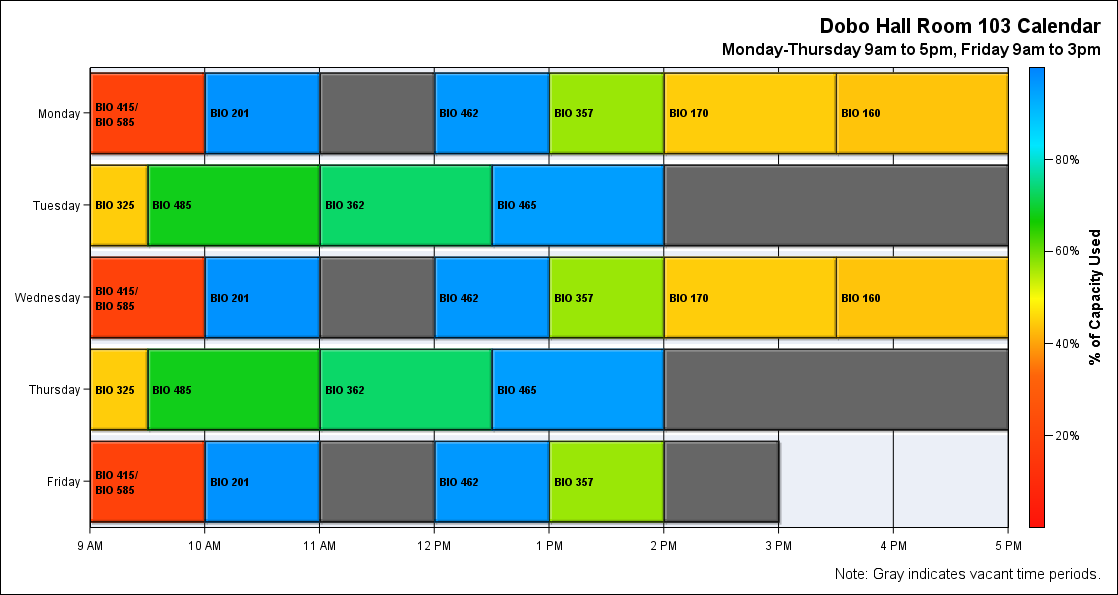 Dobo Hall Room 103 Calendar
Monday-Thursday 9am to 5pm, Friday 9am to 3pm
Monday
BIO 415/
BIO 585
BIO 201
BIO 462
BIO 357
BIO 170
BIO 160
Tuesday
BIO 325
BIO 485
BIO 362
BIO 465
Wednesday
BIO 415/
BIO 585
BIO 201
BIO 462
BIO 357
BIO 170
BIO 160
Thursday
BIO 325
BIO 485
BIO 362
BIO 465
Friday
BIO 415/
BIO 585
BIO 201
BIO 462
BIO 357
9 AM
10 AM
11 AM
12 PM
1 PM
2 PM
3 PM
4 PM
5 PM
80%
60%
40%
20%
% of Capacity Used
Note: Gray indicates vacant time periods.